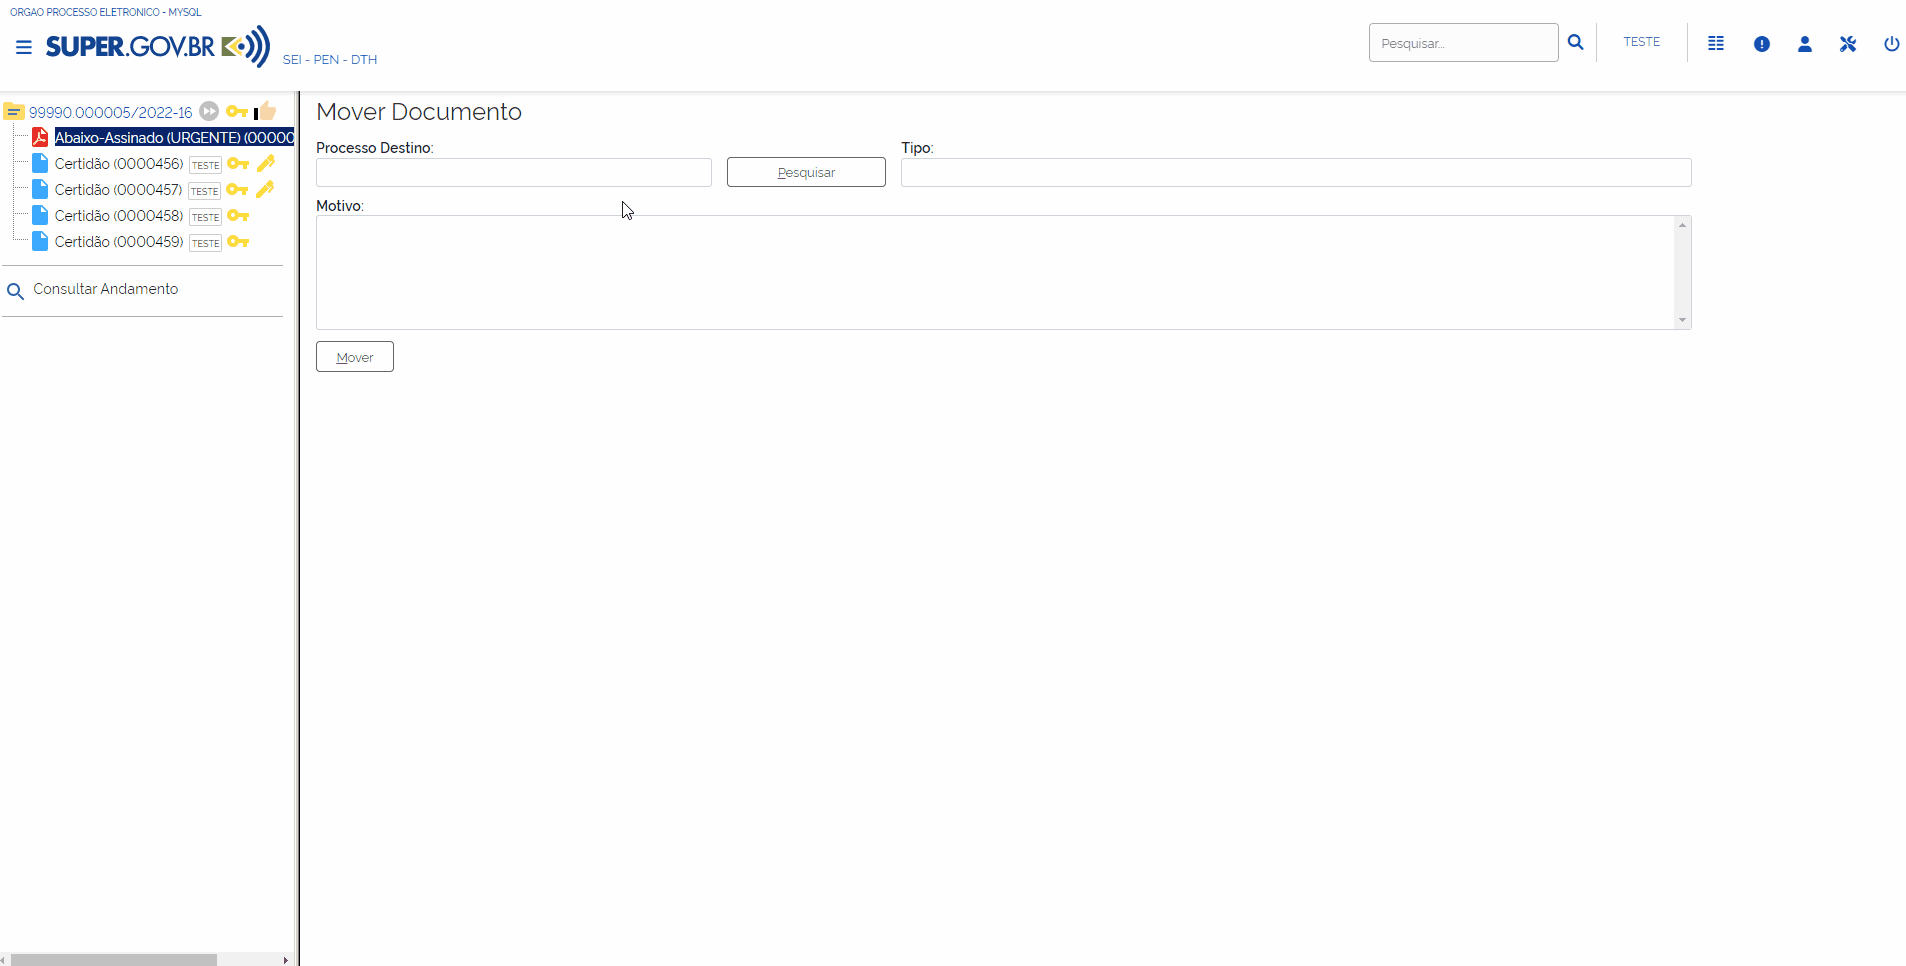 ORGAO PROCESSO ELETRONICO - MYSQL
SUPER.GOV.BR
SEI - PEN - DTH
Pesquisar...
TESTE
99990.000005/2022-16
Abaixo-Assinado (URGENTE) (00000
Certidão (0000456) TESTE
Certidão (0000457) TESTE
Certidão (0000458) TESTE
Certidão (0000459) TESTE
Consultar Andamento
Mover Documento
Processo Destino:
Pesquisar
Tipo:
Motivo:
Mover